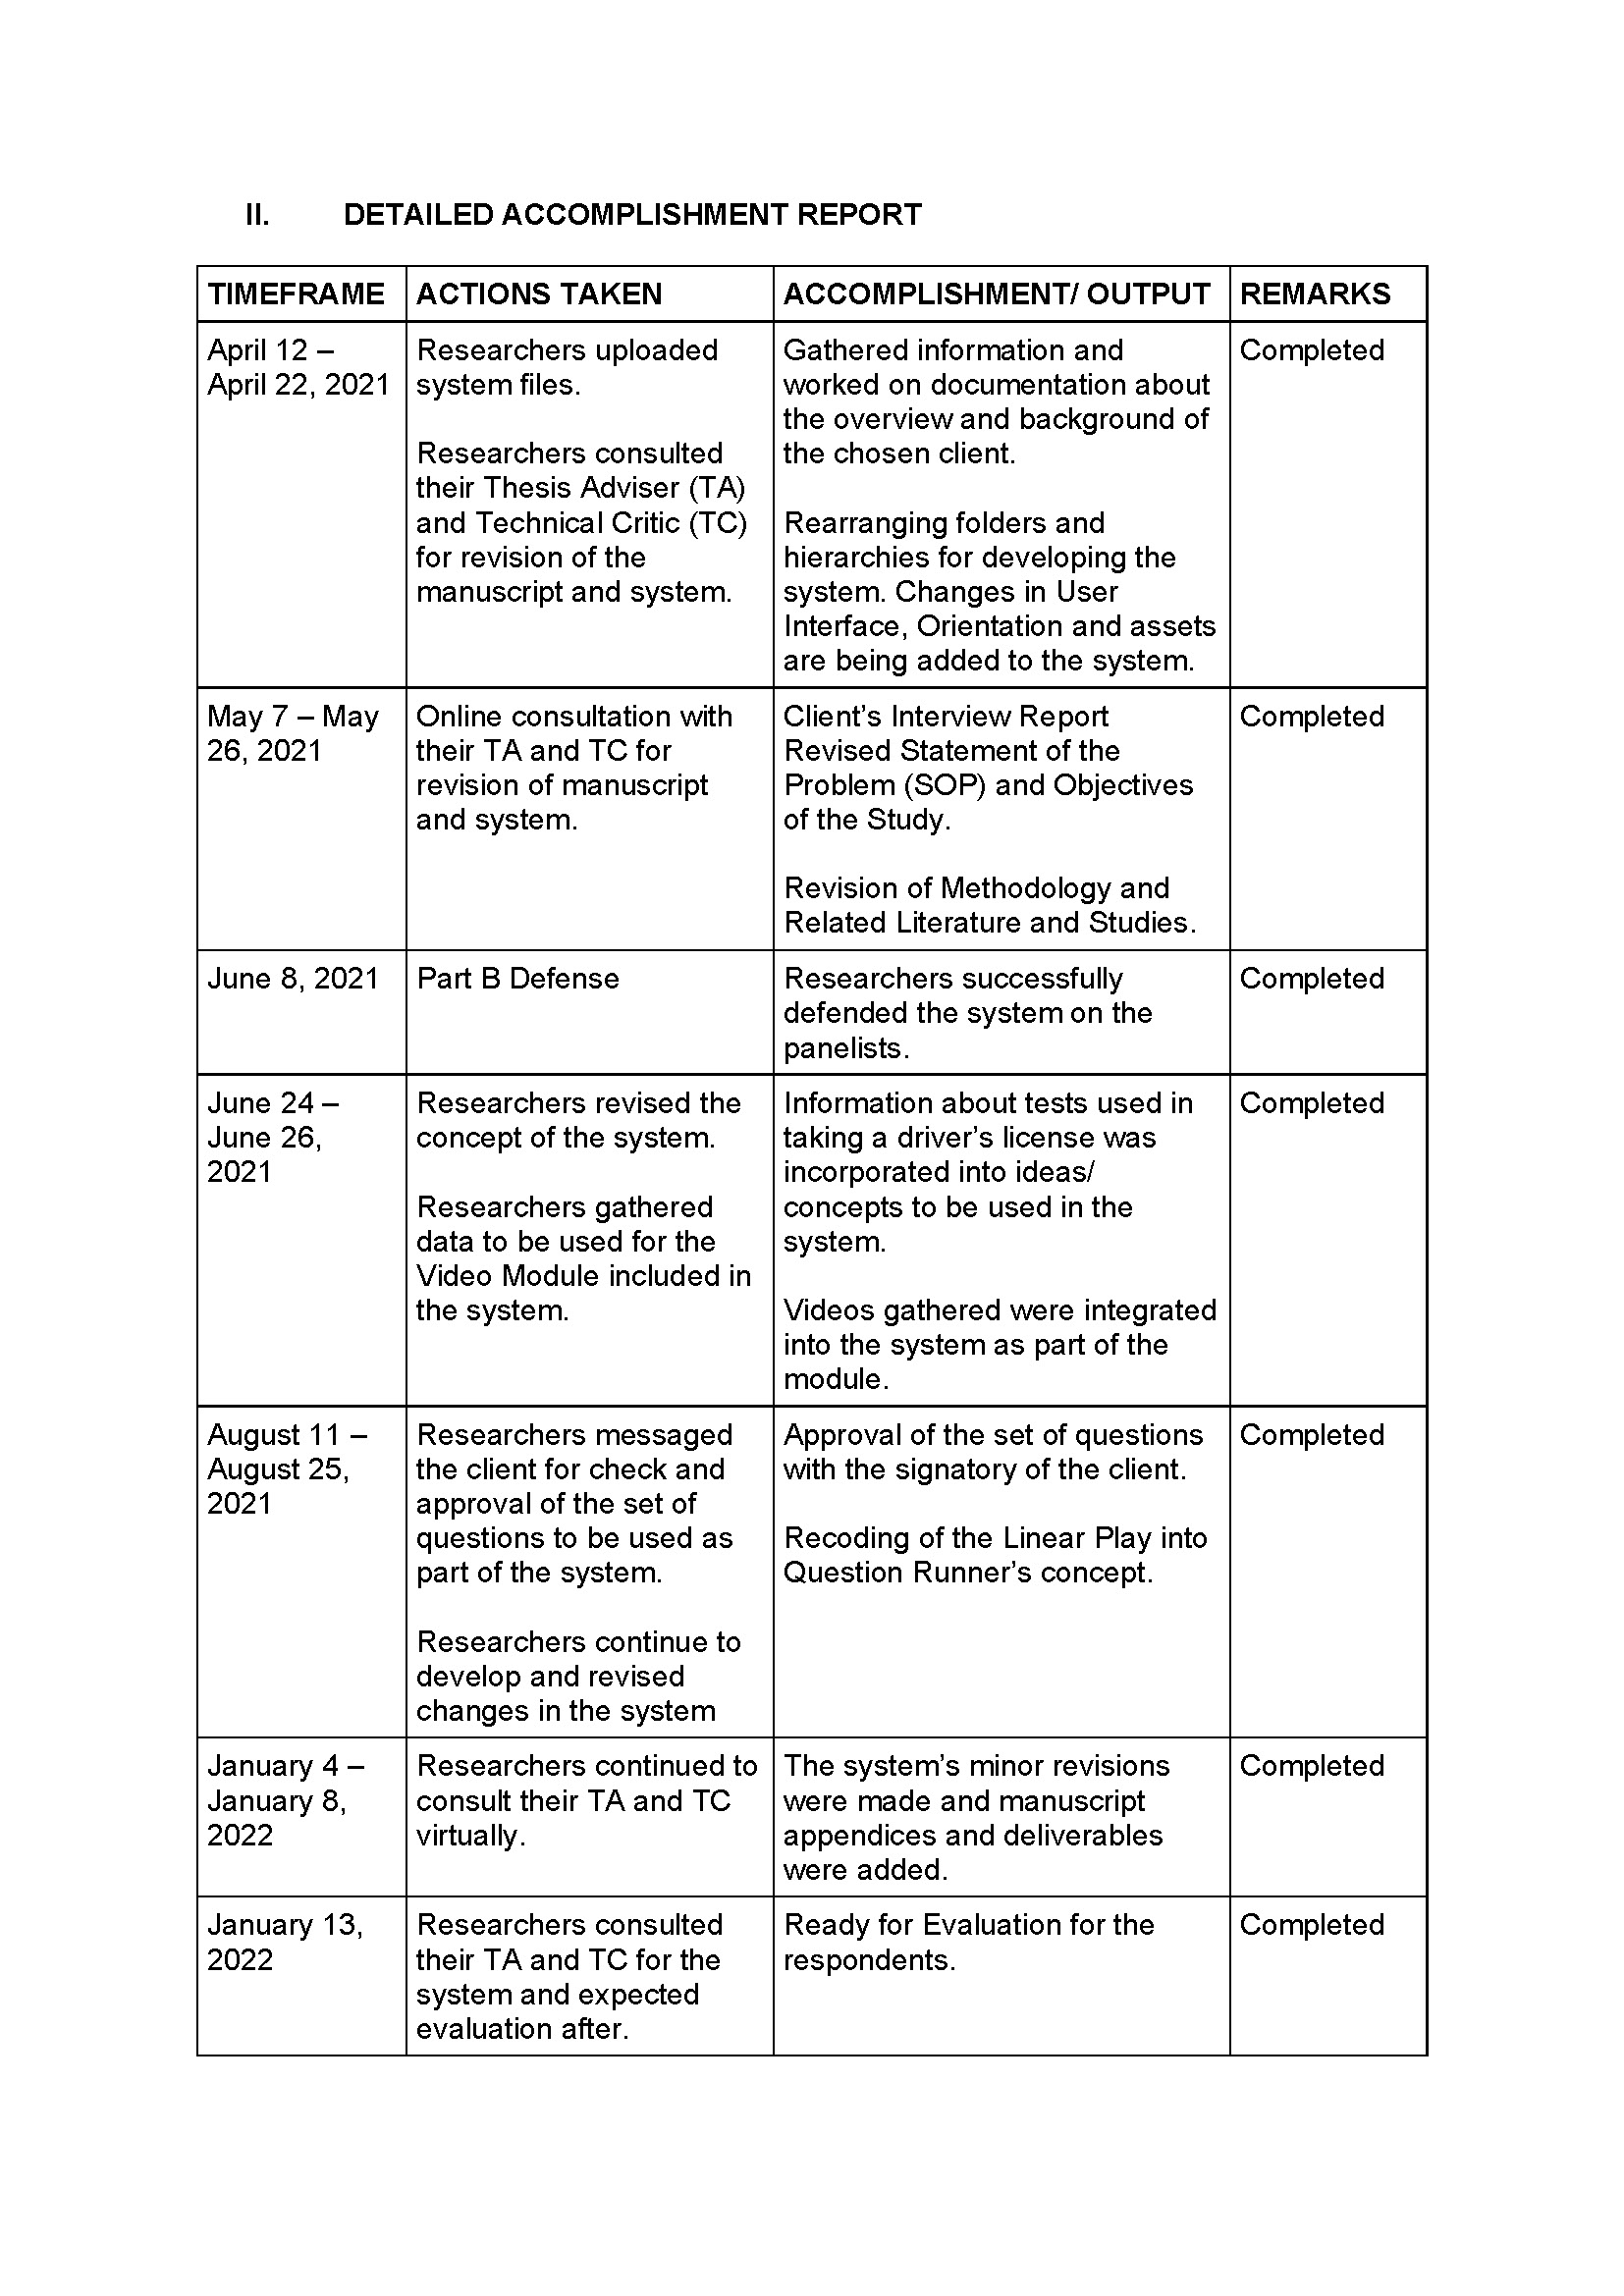 II. DETAILED ACCOMPLISHMENT REPORT
TIMEFRAME ACTIONS TAKEN ACCOMPLISHMENT/ OUTPUT REMARKS
April 12 –
April 22, 2021
Researchers uploaded
system files.
Researchers consulted
their Thesis Adviser (TA)
and Technical Critic (TC)
for revision of the
manuscript and system.
Gathered information and
worked on documentation about
the overview and background of
the chosen client.
Rearranging folders and
hierarchies for developing the
system. Changes in User
Interface, Orientation and assets
are being added to the system.
Completed
May 7 – May
26, 2021
Online consultation with
their TA and TC for
revision of manuscript
and system.
Client’s Interview Report
Revised Statement of the
Problem (SOP) and Objectives
of the Study.
Revision of Methodology and
Related Literature and Studies.
Completed
June 8, 2021
Part B Defense
Researchers successfully
defended the system on the
panelists.
Completed
June 24 –
June 26,
2021
Researchers revised the
concept of the system.
Researchers gathered
data to be used for the
Video Module included in
the system.
Information about tests used in
taking a driver’s license was
incorporated into ideas/
concepts to be used in the
system.
Videos gathered were integrated
into the system as part of the
module.
Completed
August 11 –
August 25,
2021
Researchers messaged
the client for check and
approval of the set of
questions to be used as
part of the system.
Researchers continue to
develop and revised
changes in the system
Approval of the set of questions
with the signatory of the client.
Recoding of the Linear Play into
Question Runner’s concept.
Completed
January 4 –
January 8,
2022
Researchers continued to
consult their TA and TC
virtually.
The system’s minor revisions
were made and manuscript
appendices and deliverables
were added.
Completed
January 13,
2022
Researchers consulted
their TA and TC for the
system and expected
evaluation after.
Ready for Evaluation for the
respondents.
Completed